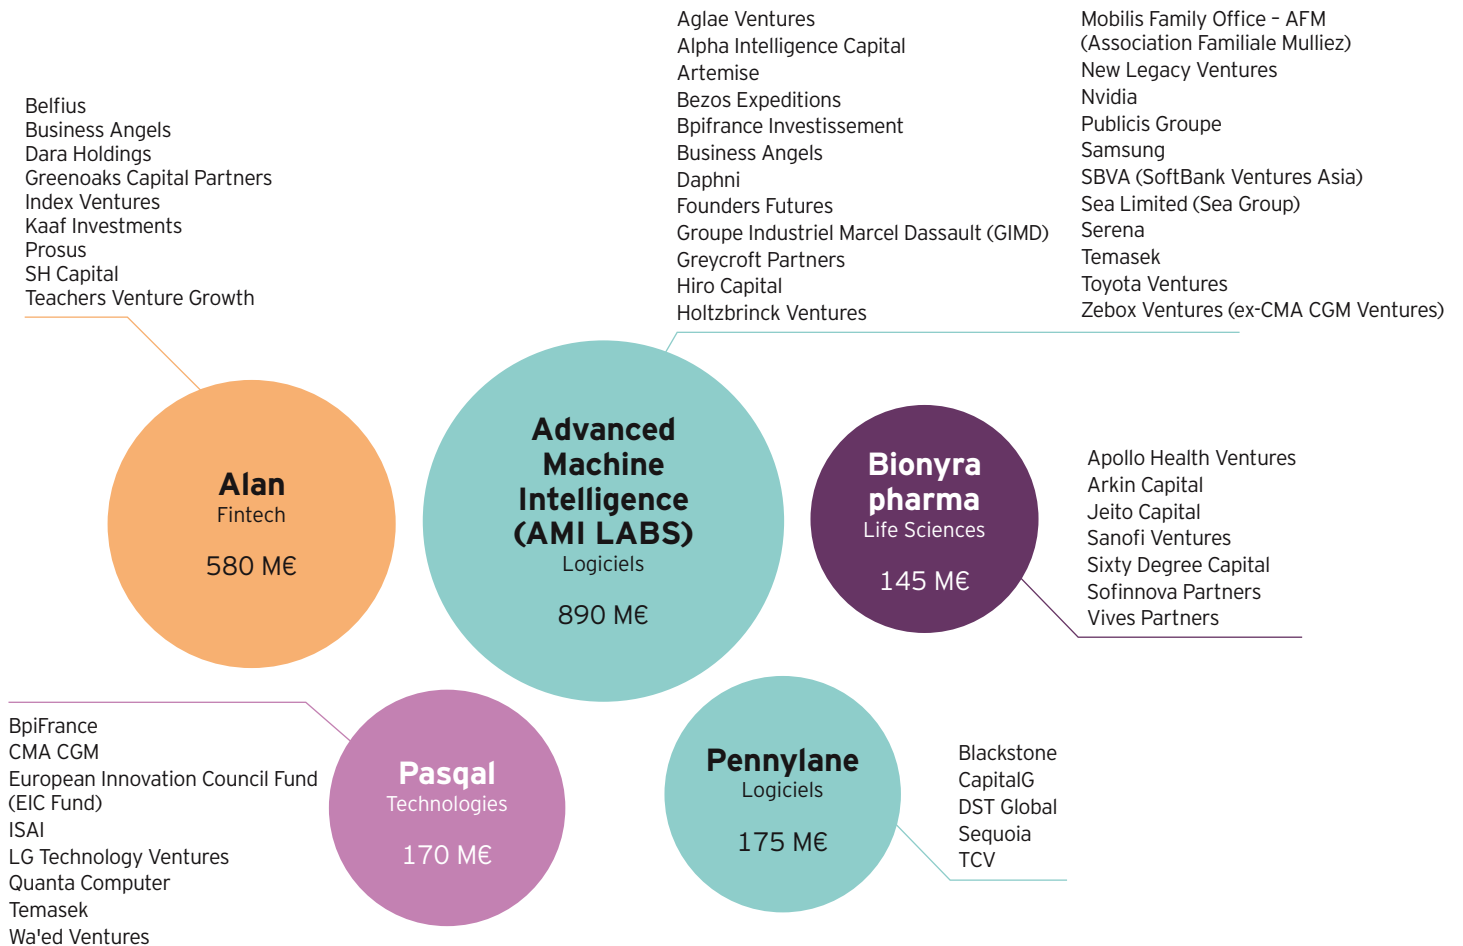 Aglae Ventures
Alpha Intelligence Capital
Artemise
Bezos Expeditions
Bpifrance Investissement
Business Angels
Daphni
Founders Futures
Groupe Industriel Marcel Dassault (GIMD)
Greycroft Partners
Hiro Capital
Holtzbrinck Ventures
Mobilis Family Office – AFM
(Association Familiale Mulliez)
New Legacy Ventures
Nvidia
Publicis Groupe
Samsung
SBVA (SoftBank Ventures Asia)
Sea Limited (Sea Group)
Serena
Temasek
Toyota Ventures
Zebox Ventures (ex-CMA CGM Ventures)
Belfius
Business Angels
Dara Holdings
Greenoaks Capital Partners
Index Ventures
Kaaf Investments
Prosus
SH Capital
Teachers Venture Growth
Alan
Fintech
580 M€
Advanced
Machine
Intelligence
(AMI LABS)
Logiciels
890 M€
Bionyra
pharma
Life Sciences
145 M€
Apollo Health Ventures
Arkin Capital
Jeito Capital
Sanofi Ventures
Sixty Degree Capital
Sofinnova Partners
Vives Partners
BpiFrance
CMA CGM
European Innovation Council Fund
(EIC Fund)
ISAI
LG Technology Ventures
Quanta Computer
Temasek
Wa'ed Ventures
Pasqal
Technologies
170 M€
Pennylane
Logiciels
175 M€
Blackstone
CapitalG
DST Global
Sequoia
TCV